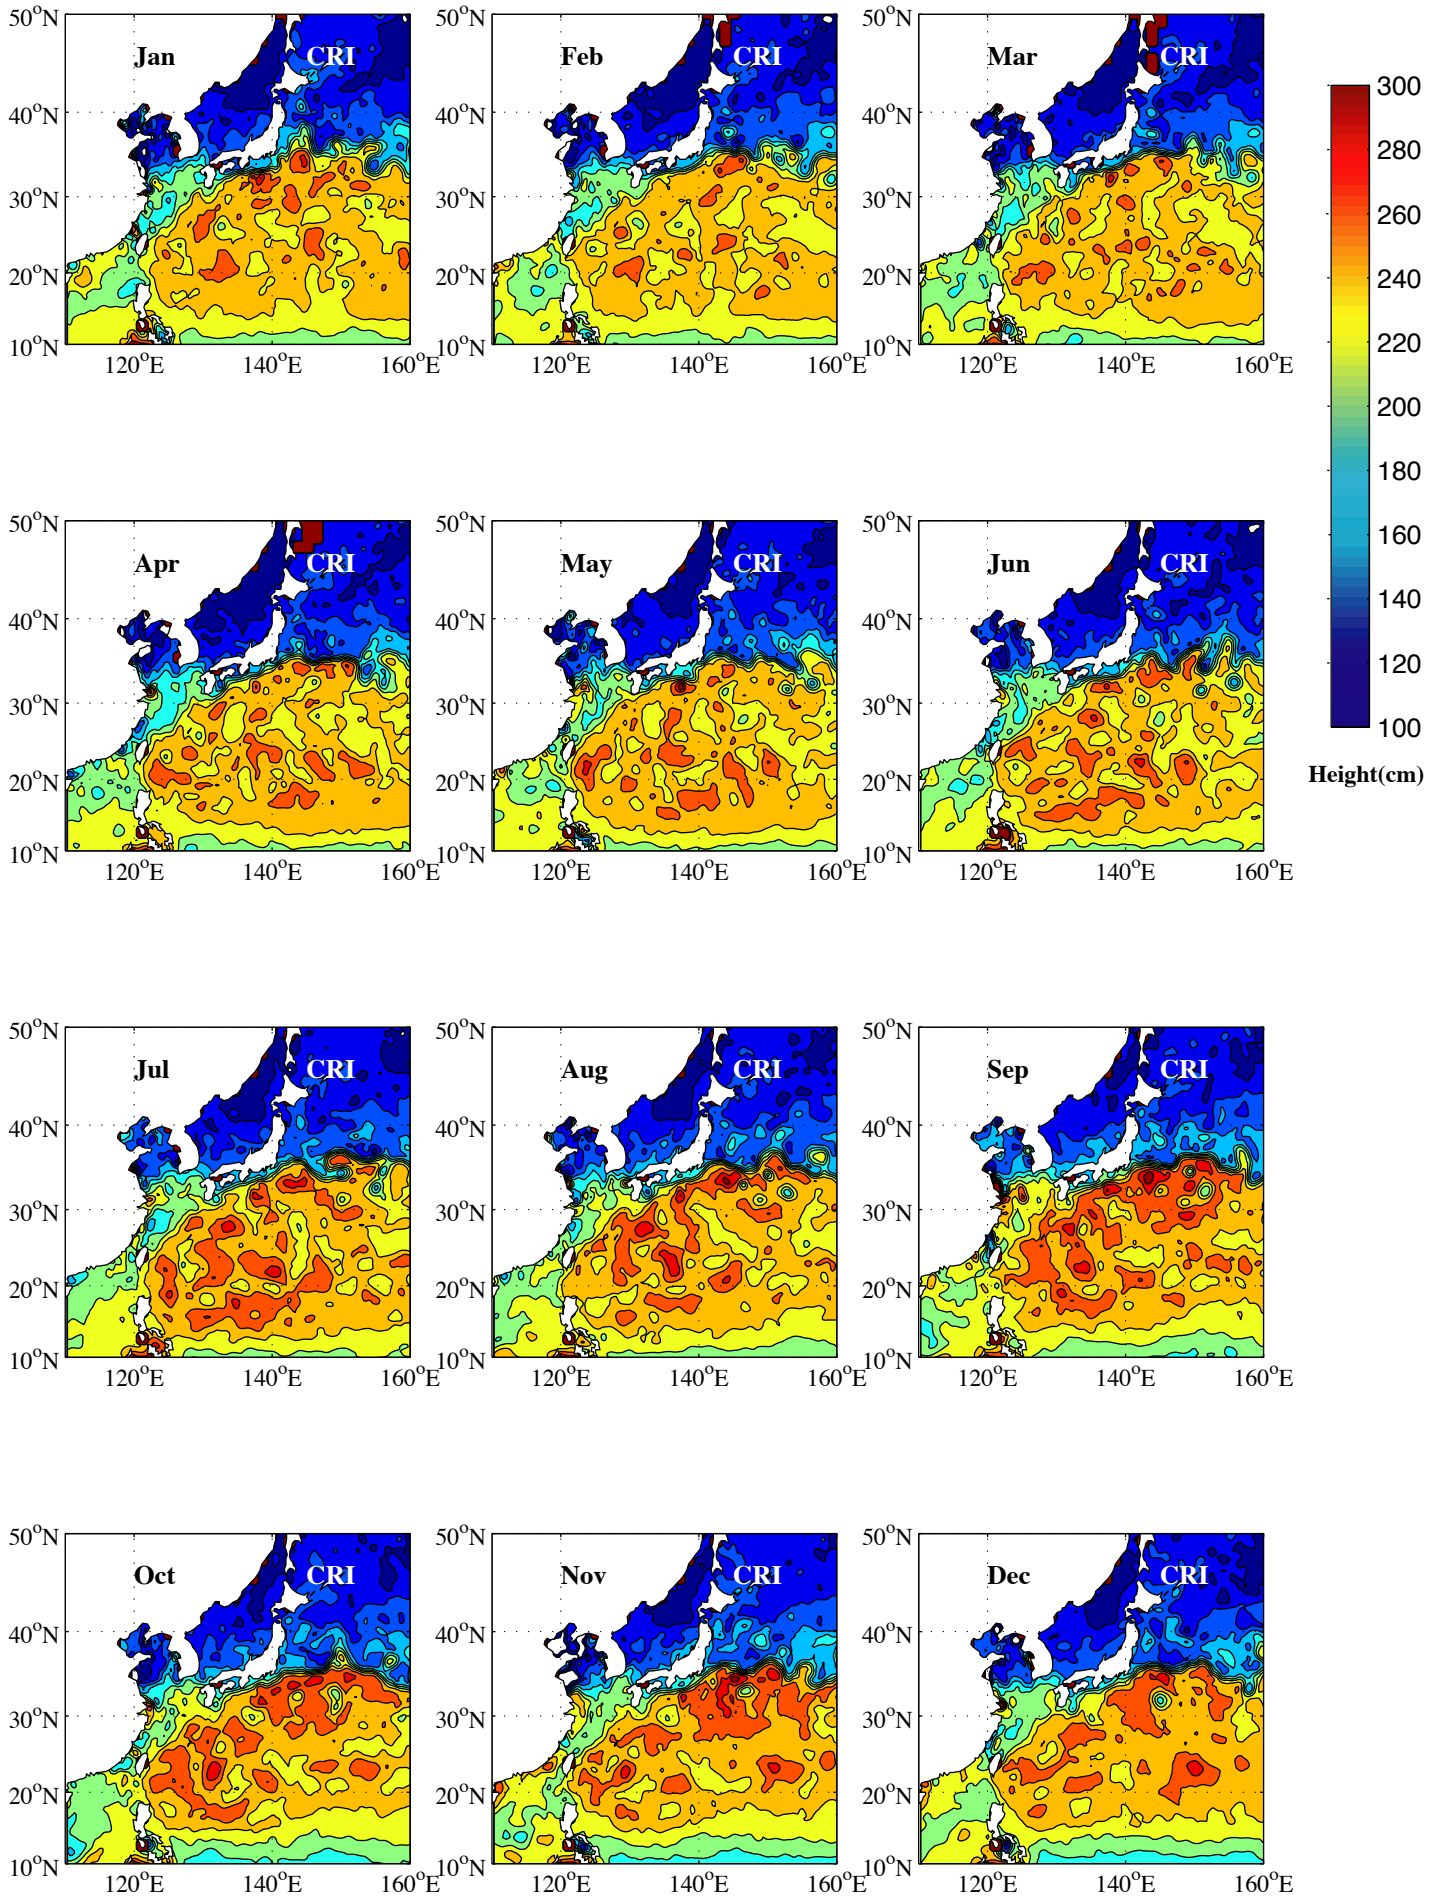 50°N 40°N 30°N 20°N 10°N
Jan CRI
120°E 140°E 160°E
50°N 40°N 30°N 20°N 10°N
Feb CRI
120°E 140°E 160°E
50°N 40°N 30°N 20°N 10°N
Mar CRI
120°E 140°E 160°E
300
280
260
240
220
200
180
160
140
120
100
Height(cm)
50°N 40°N 30°N 20°N 10°N
Apr CRI
120°E 140°E 160°E
50°N 40°N 30°N 20°N 10°N
May CRI
120°E 140°E 160°E
50°N 40°N 30°N 20°N 10°N
Jun CRI
120°E 140°E 160°E
50°N 40°N 30°N 20°N 10°N
Jul CRI
120°E 140°E 160°E
50°N 40°N 30°N 20°N 10°N
Aug CRI
120°E 140°E 160°E
50°N 40°N 30°N 20°N 10°N
Sep CRI
120°E 140°E 160°E
50°N 40°N 30°N 20°N 10°N
Oct CRI
120°E 140°E 160°E
50°N 40°N 30°N 20°N 10°N
Nov CRI
120°E 140°E 160°E
50°N 40°N 30°N 20°N 10°N
Dec CRI
120°E 140°E 160°E